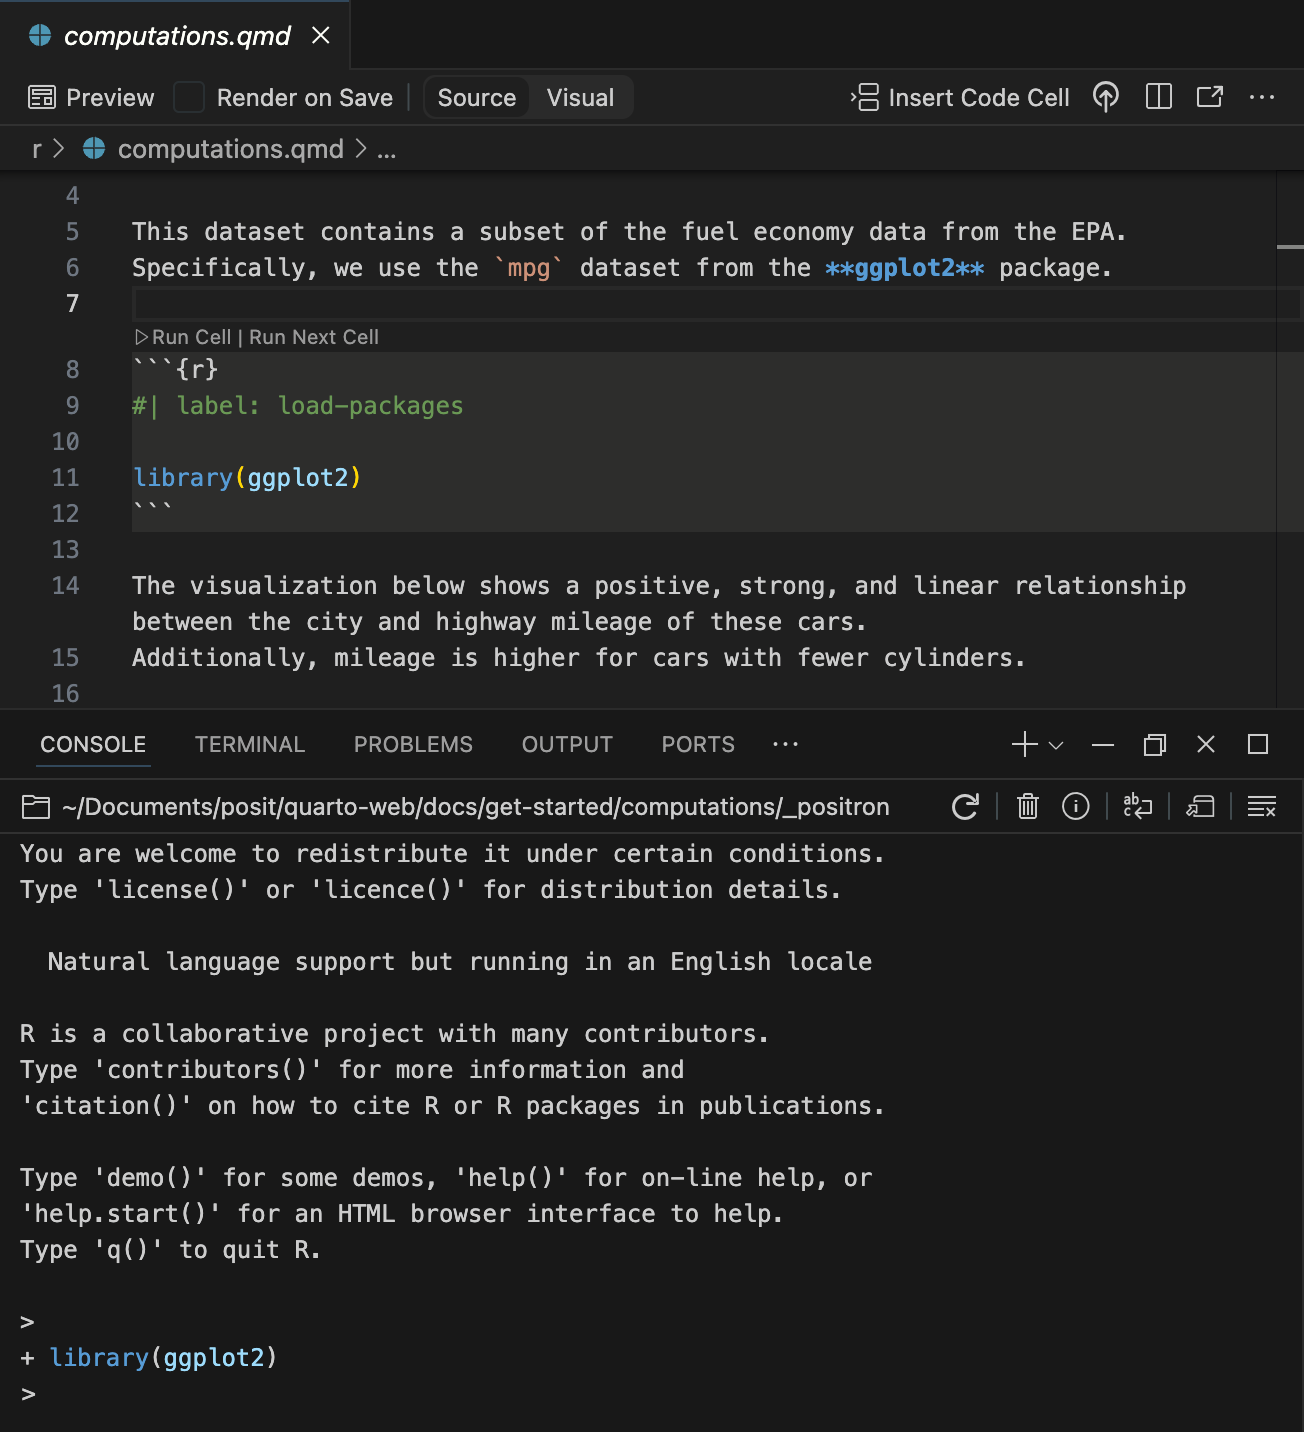 computations.qmd
Preview Render on Save Source Visual Insert Code Cell ...
r > computations.qmd > ...
4
5 This dataset contains a subset of the fuel economy data from the EPA.
6 Specifically, we use the `mpg` dataset from the **ggplot2** package.
7
Run Cell | Run Next Cell
8 ```{r}
9 #| label: load-packages
10
11 library(ggplot2)
12 ```
13
14 The visualization below shows a positive, strong, and linear relationship
between the city and highway mileage of these cars.
15 Additionally, mileage is higher for cars with fewer cylinders.
16
CONSOLE TERMINAL PROBLEMS OUTPUT PORTS ...
~/Documents/posit/quarto-web/docs/get-started/computations/_positron
You are welcome to redistribute it under certain conditions.
Type 'license()' or 'licence()' for distribution details.
Natural language support but running in an English locale
R is a collaborative project with many contributors.
Type 'contributors()' for more information and
'citation()' on how to cite R or R packages in publications.
Type 'demo()' for some demos, 'help()' for on-line help, or
'help.start()' for an HTML browser interface to help.
Type 'q()' to quit R.
>
+ library(ggplot2)
>